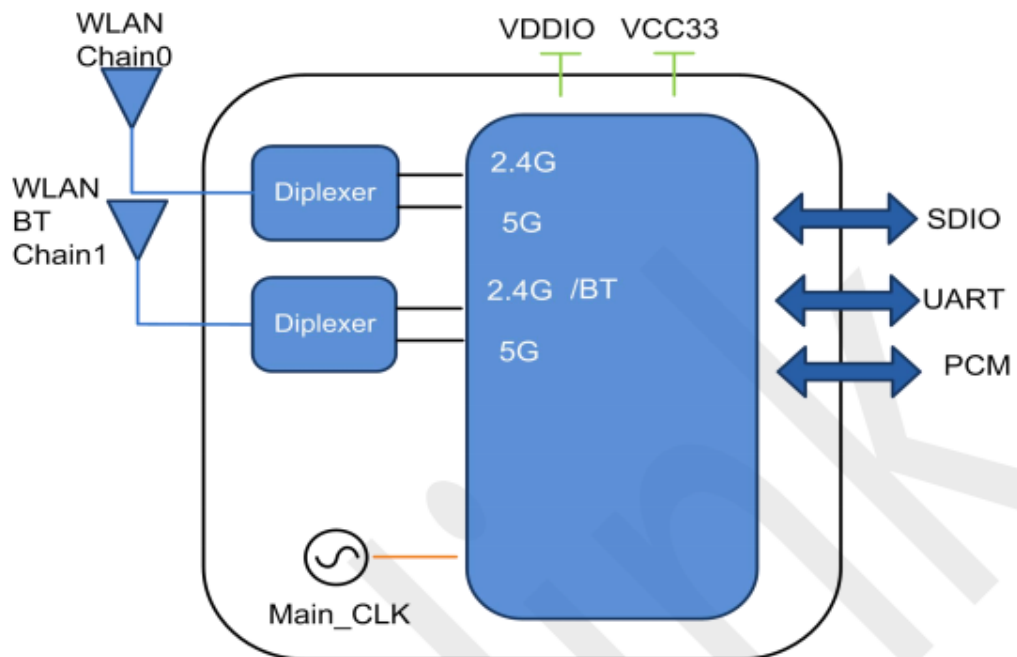 WLAN
Chain0
VDDIO
VCC33
WLAN
BT
Chain1
Diplexer
2.4G
5G
Diplexer
2.4G /BT
5G
SDIO
UART
PCM
Main_CLK